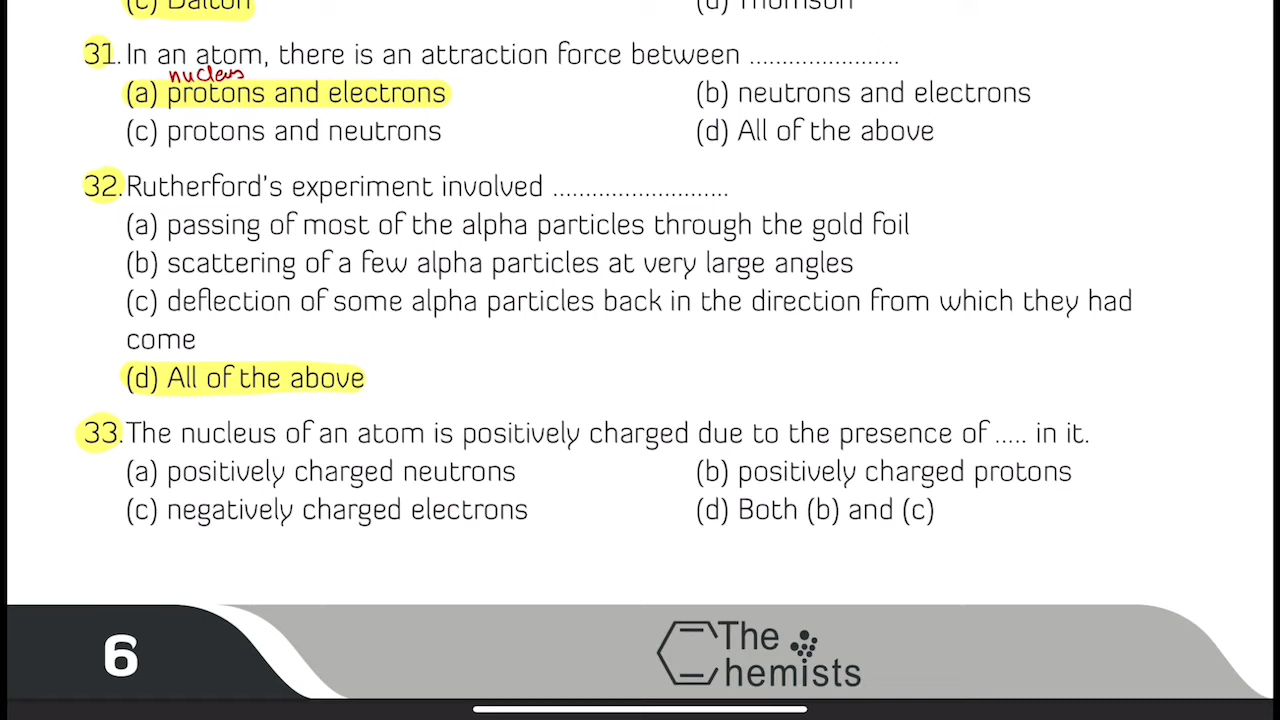 (c) Dalton (d) Thomson
31. In an atom, there is an attraction force between .......................
nucleus
(a) protons and electrons (b) neutrons and electrons
(c) protons and neutrons (d) All of the above
32. Rutherford's experiment involved ...........................
(a) passing of most of the alpha particles through the gold foil
(b) scattering of a few alpha particles at very large angles
(c) deflection of some alpha particles back in the direction from which they had
come
(d) All of the above
33. The nucleus of an atom is positively charged due to the presence of ..... in it.
(a) positively charged neutrons (b) positively charged protons
(c) negatively charged electrons (d) Both (b) and (c)
6
The
Chemists